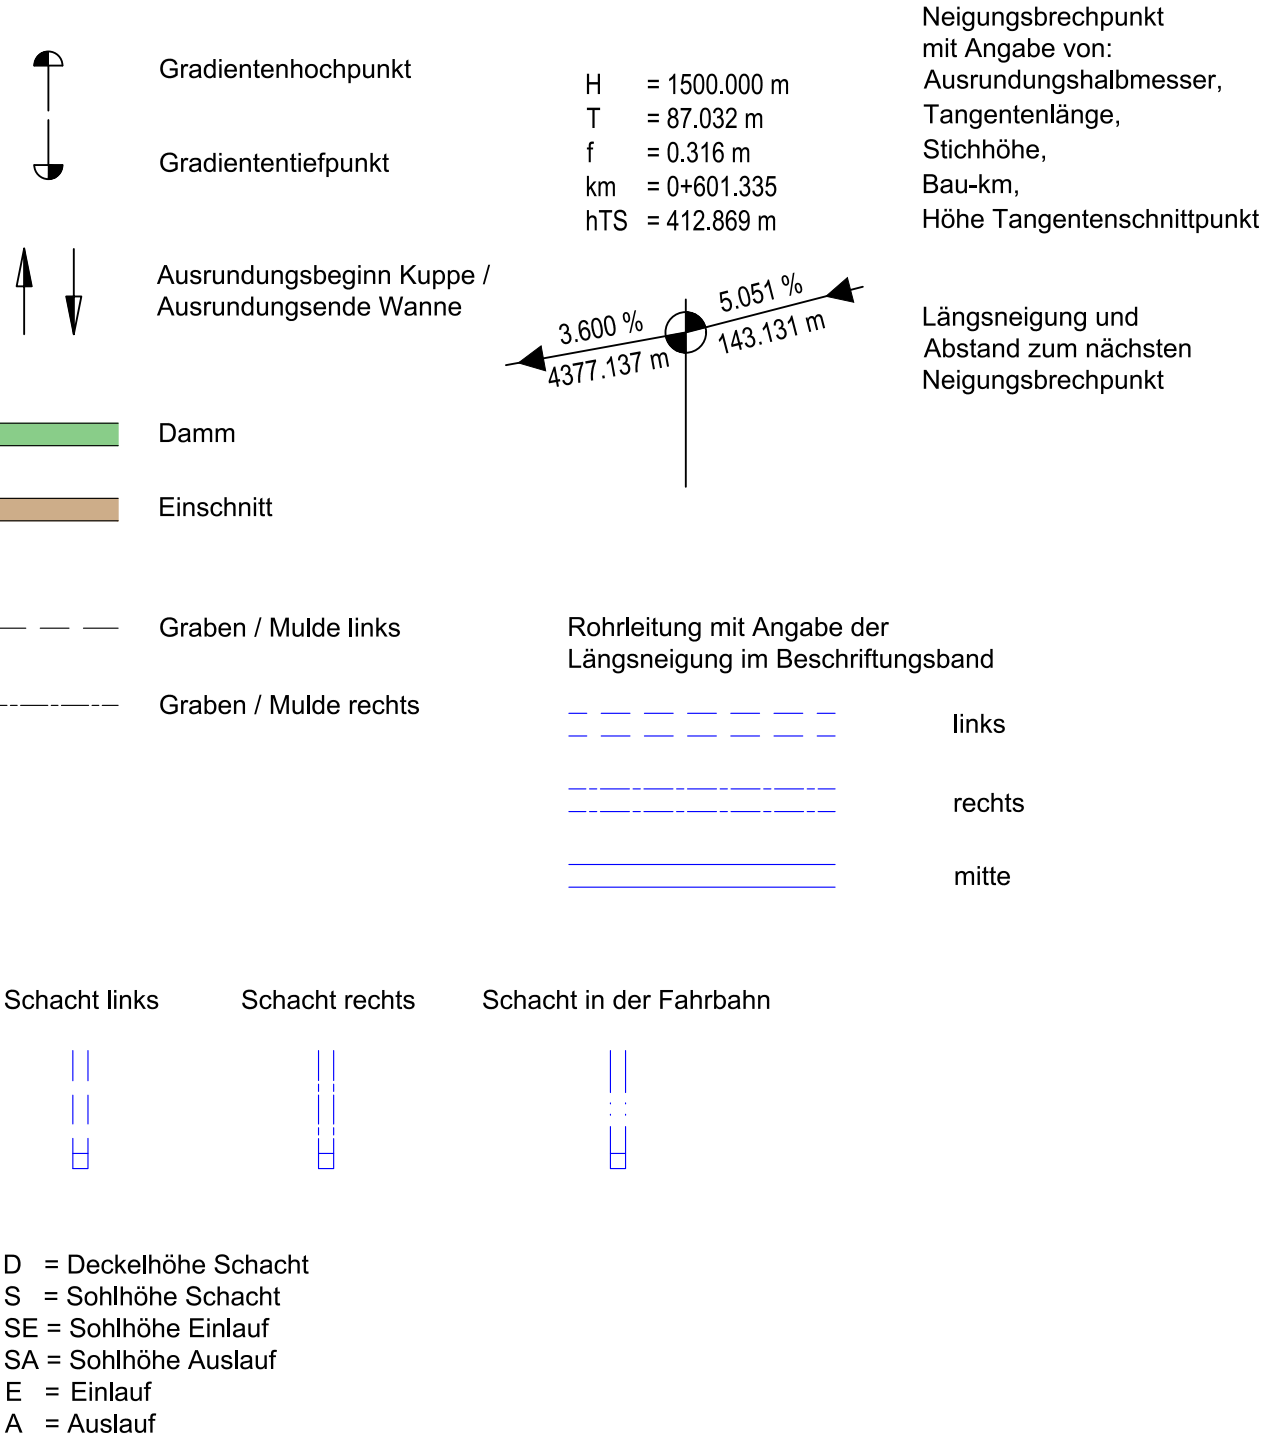 Gradientenhochpunkt
Gradiententiefpunkt
Ausrundungsbeginn Kuppe /
Ausrundungsende Wanne
Damm
Einschnitt
Graben / Mulde links
Graben / Mulde rechts
H = 1500.000 m
T = 87.032 m
f = 0.316 m
km = 0+601.335
hTS = 412.869 m
Neigungsbrechpunkt
mit Angabe von:
Ausrundungshalbmesser,
Tangentenlänge,
Stichhöhe,
Bau-km,
Höhe Tangentenschnittpunkt
3.600 %
4377.137 m
5.051 %
143.131 m
Längsneigung und
Abstand zum nächsten
Neigungsbrechpunkt
Rohrleitung mit Angabe der
Längsneigung im Beschriftungsband
links
rechts
mitte
Schacht links
Schacht rechts
Schacht in der Fahrbahn
D = Deckelhöhe Schacht
S = Sohlhöhe Schacht
SE = Sohlhöhe Einlauf
SA = Sohlhöhe Auslauf
E = Einlauf
A = Auslauf